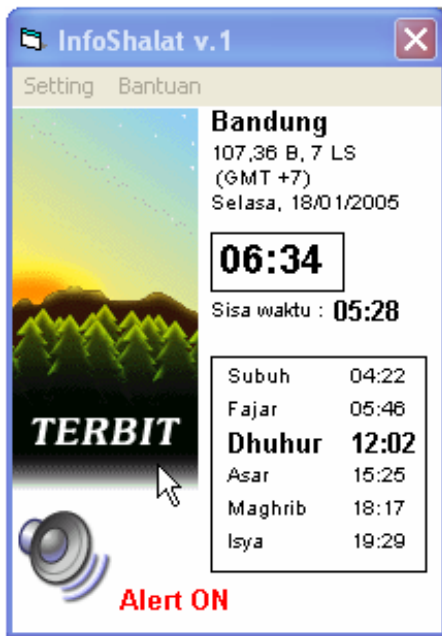 InfoShalat v.1
Setting Bantuan
Bandung
107,36 B, 7 LS
(GMT +7)
Selasa, 18/01/2005
06:34
Sisa waktu : 05:28
TERBIT
Subuh 04:22
Fajar 05:46
Dhuhur 12:02
Asar 15:25
Maghrib 18:17
Isya 19:29
Alert ON